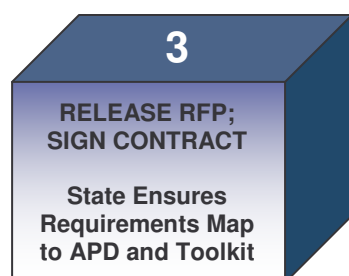 3
RELEASE RFP;
SIGN CONTRACT
State Ensures
Requirements Map
to APD and Toolkit